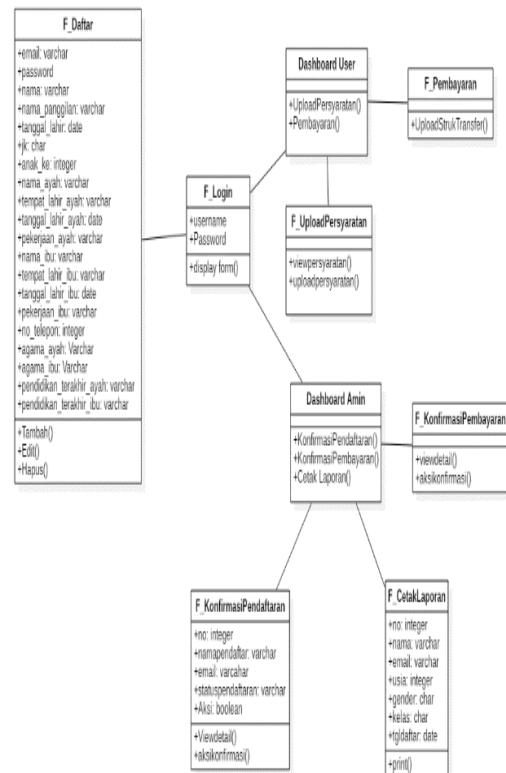 F_Daftar
+email: varchar
+password
+nama: varchar
+nama_panggilan: varchar
+tanggal_lahir: date
+jk: char
+anak_ke: integer
+nama_ayah: varchar
+tempat_lahir_ayah: varchar
+tanggal_lahir_ayah: date
+pekerjaan_ayah: varchar
+nama_ibu: varchar
+tempat_lahir_ibu: varchar
+tanggal_lahir_ibu: date
+pekerjaan_ibu: varchar
+no_telepon: integer
+agama_ayah: Varchar
+agama_ibu: Varchar
+pendidikan_terakhir_ayah: varchar
+pendidikan_terakhir_ibu: varchar
+Tambah()
+Edit()
+Hapus()
F_Login
+username
+Password
+display form()
Dashboard User
+UploadPersyaratan()
+Pembayaran()
F_Pembayaran
+UploadStrukTransfer()
F_UploadPersyaratan
+viewpersyaratan()
+uploadpersyaratan()
Dashboard Amin
+KonfirmasiPendaftaran()
+KonfirmasiPembayaran()
+Cetak Laporan()
F_KonfirmasiPembayaran
+viewdetail()
+aksikonfirmasi()
F_KonfirmasiPendaftaran
+no: integer
+namapendaftar: varchar
+email: varcahar
+statuspendaftaran: varchar
+Aksi: boolean
+Viewdetail()
+aksikonfirmasi()
F_CetakLaporan
+no: integer
+nama: varchar
+email: varchar
+usia: integer
+gender: char
+kelas: char
+tgldaftar: date
+print()